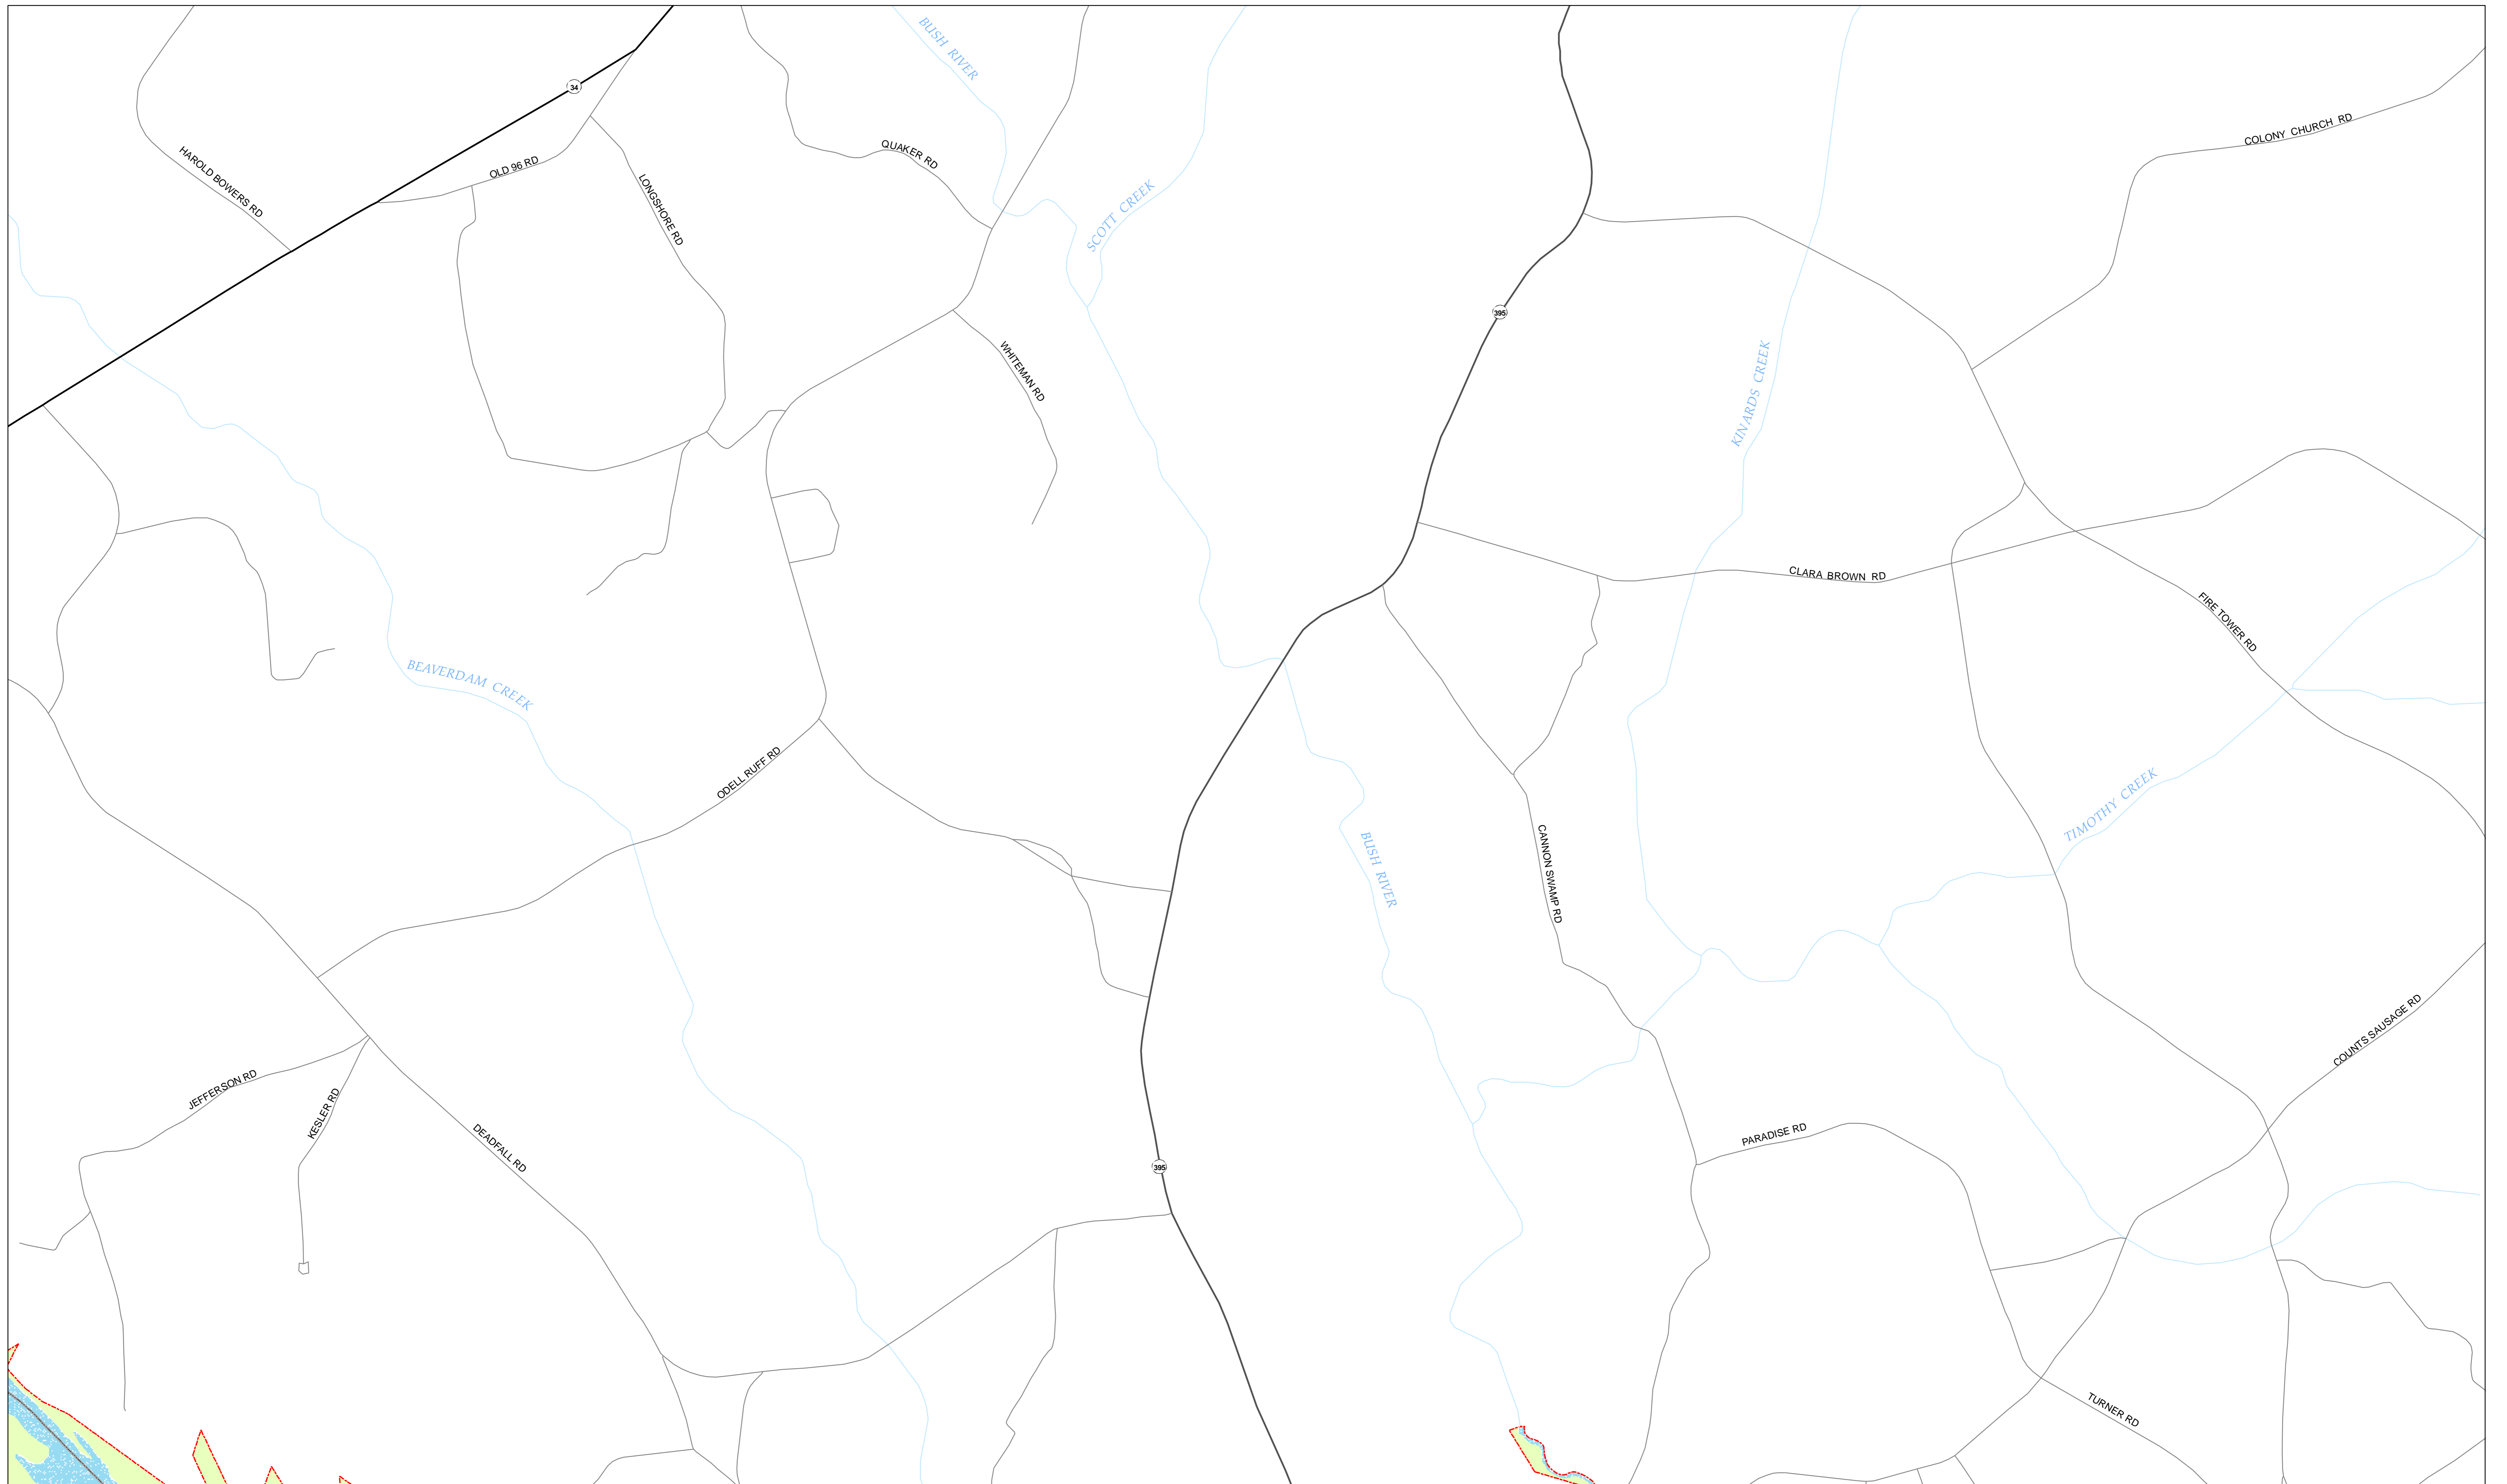 BUSH RIVER
34
COLONY CHURCH RD
HAROLD BOWERS RD
OLD 96 RD
QUAKER RD
LONGSHORE RD
SCOTT CREEK
395
WHITEMAN RD
KINARDS CREEK
CLARA BROWN RD
FIRE TOWER RD
BEAVERDAM CREEK
ODELL RUFF RD
TIMOTHY CREEK
BUSH RIVER
CANNON SWAMP RD
COUNTS SAUSAGE RD
JEFFERSON RD
KESLER RD
DEADFALL RD
PARADISE RD
395
TURNER RD